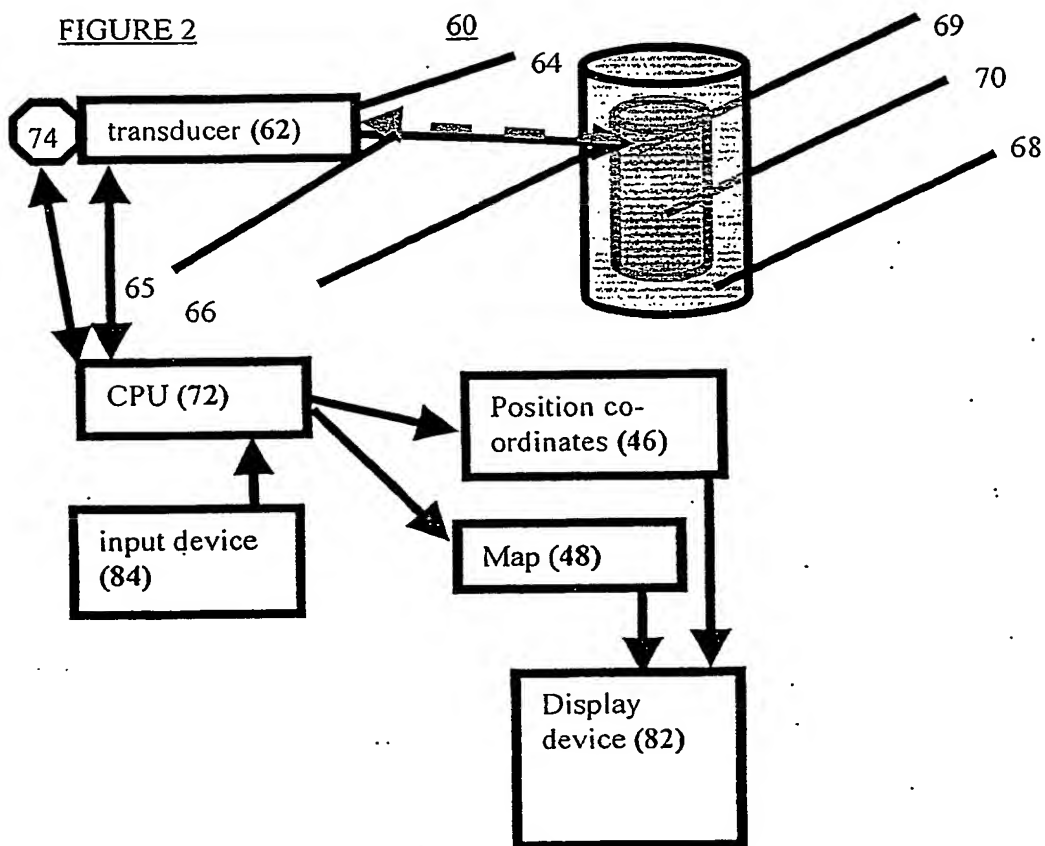 FIGURE 2
60
64
69
70
68
74
transducer (62)
65
66
CPU (72)
Position co-
ordinates (46)
input device
(84)
Map (48)
Display
device (82)